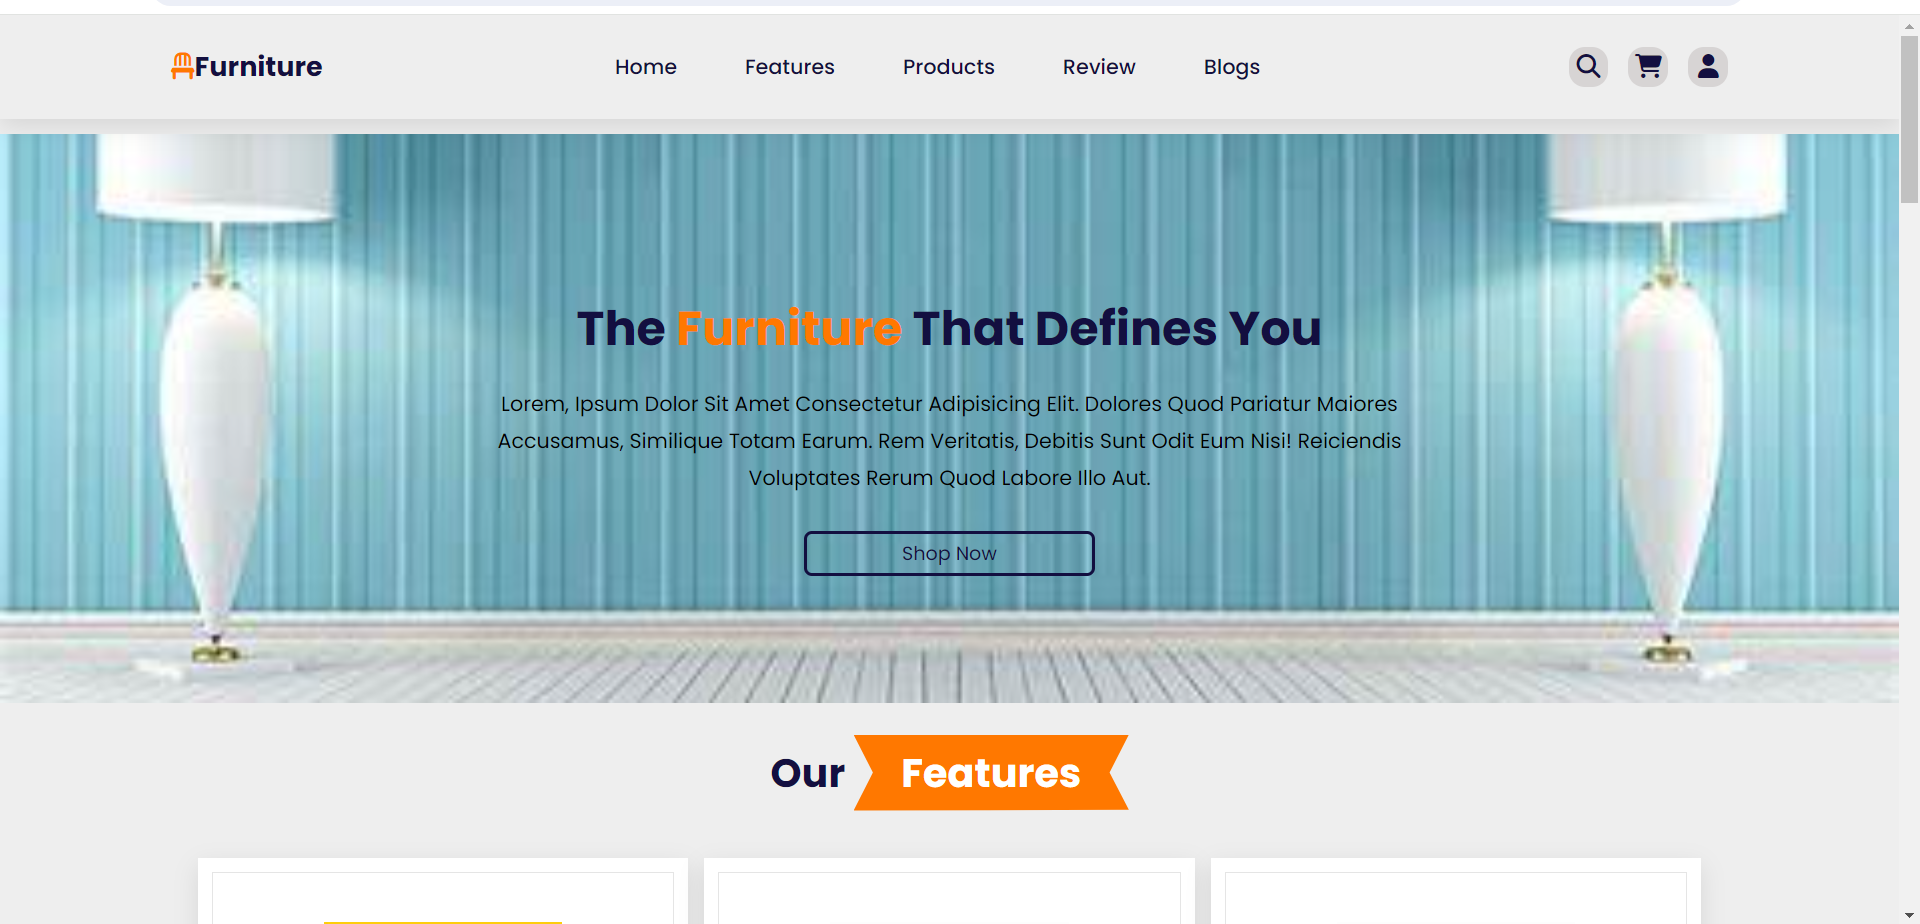 Furniture
Home Features Products Review Blogs
The Furniture That Defines You
Lorem, Ipsum Dolor Sit Amet Consectetur Adipisicing Elit. Dolores Quod Pariatur Maiores
Accusamus, Similique Totam Earum. Rem Veritatis, Debitis Sunt Odit Eum Nisi! Reiciendis
Voluptates Rerum Quod Labore Illo Aut.
Shop Now
Our Features